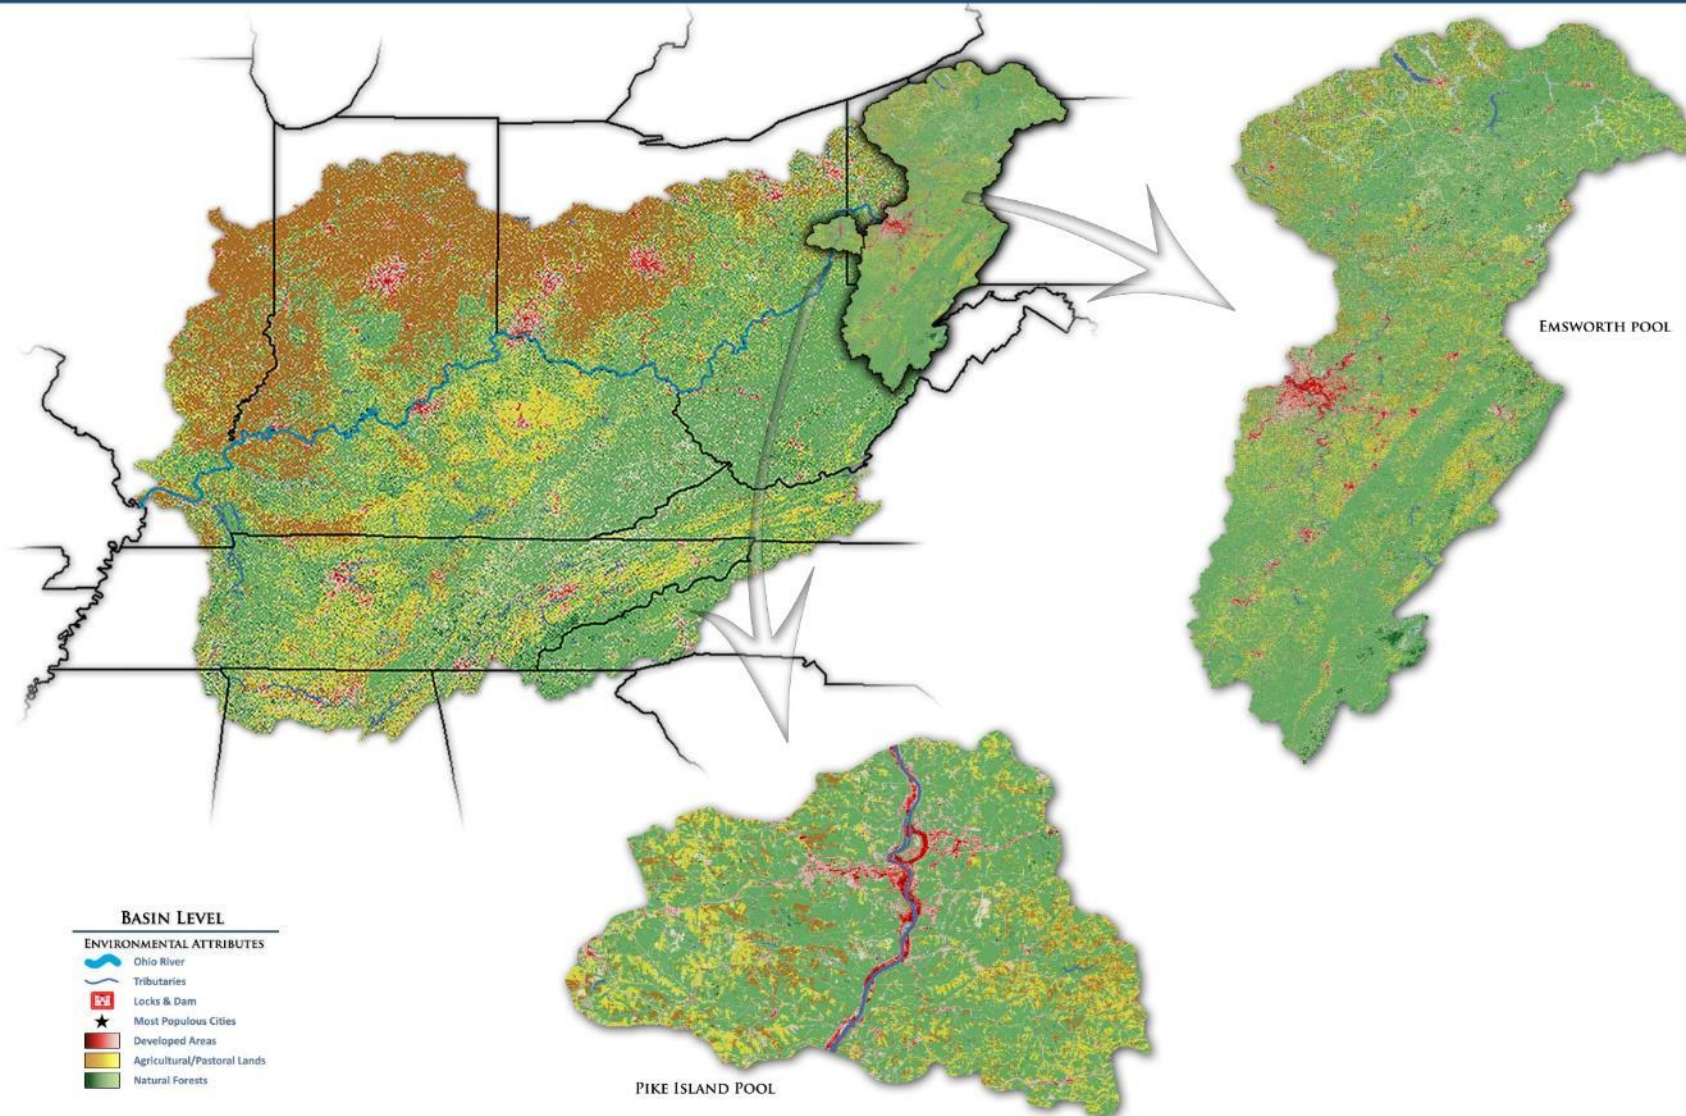 EMSWORTH POOL
BASIN LEVEL
ENVIRONMENTAL ATTRIBUTES
Ohio River
Tributaries
Locks & Dam
Most Populous Cities
Developed Areas
Agricultural/Pastoral Lands
Natural Forests
PIKE ISLAND POOL